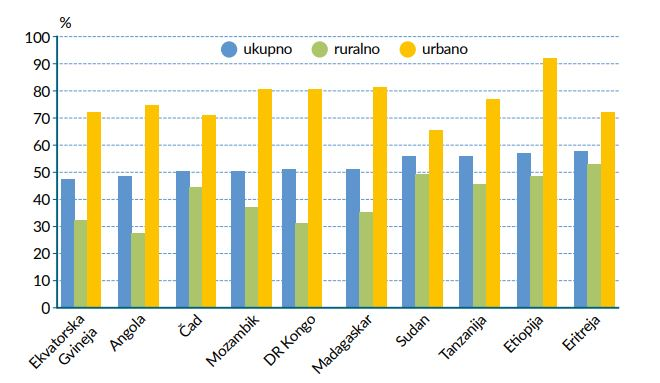 %
ukupno ruralno urbano
100
90
80
70
60
50
40
30
20
10
0
Ekvatorska
Gvineja
Angola
Čad
Mozambik
DR Kongo
Madagaskar
Sudan
Tanzanija
Etiopija
Eritreja